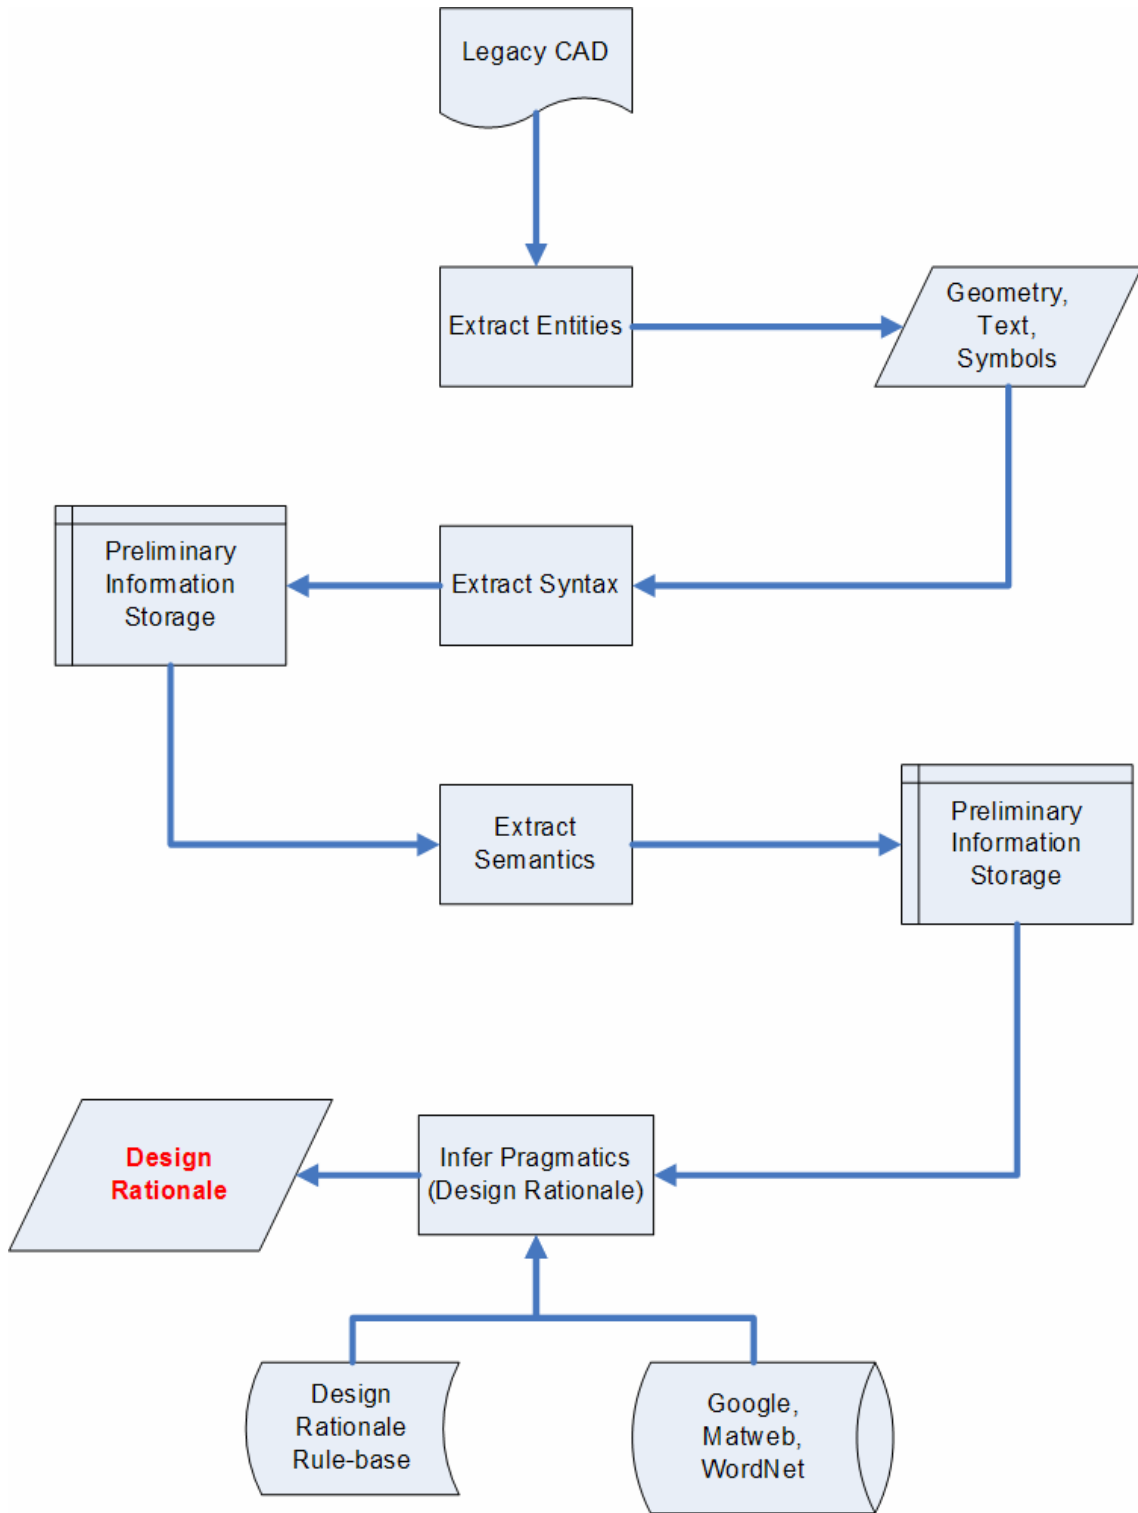 Legacy CAD
Extract Entities
Geometry,
Text,
Symbols
Preliminary
Information
Storage
Extract Syntax
Extract
Semantics
Preliminary
Information
Storage
Design
Rationale
Infer Pragmatics
(Design Rationale)
Design
Rationale
Rule-base
Google,
Matweb,
WordNet